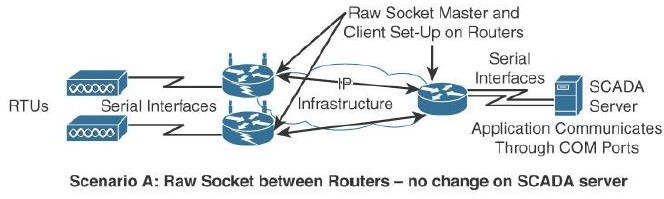 Raw Socket Master and
Client Set-Up on Routers
Serial
Interfaces
IP
SCADA
Server
RTUs
Serial Interfaces
Infrastructure
Application Communicates
Through COM Ports
Scenario A: Raw Socket between Routers – no change on SCADA server